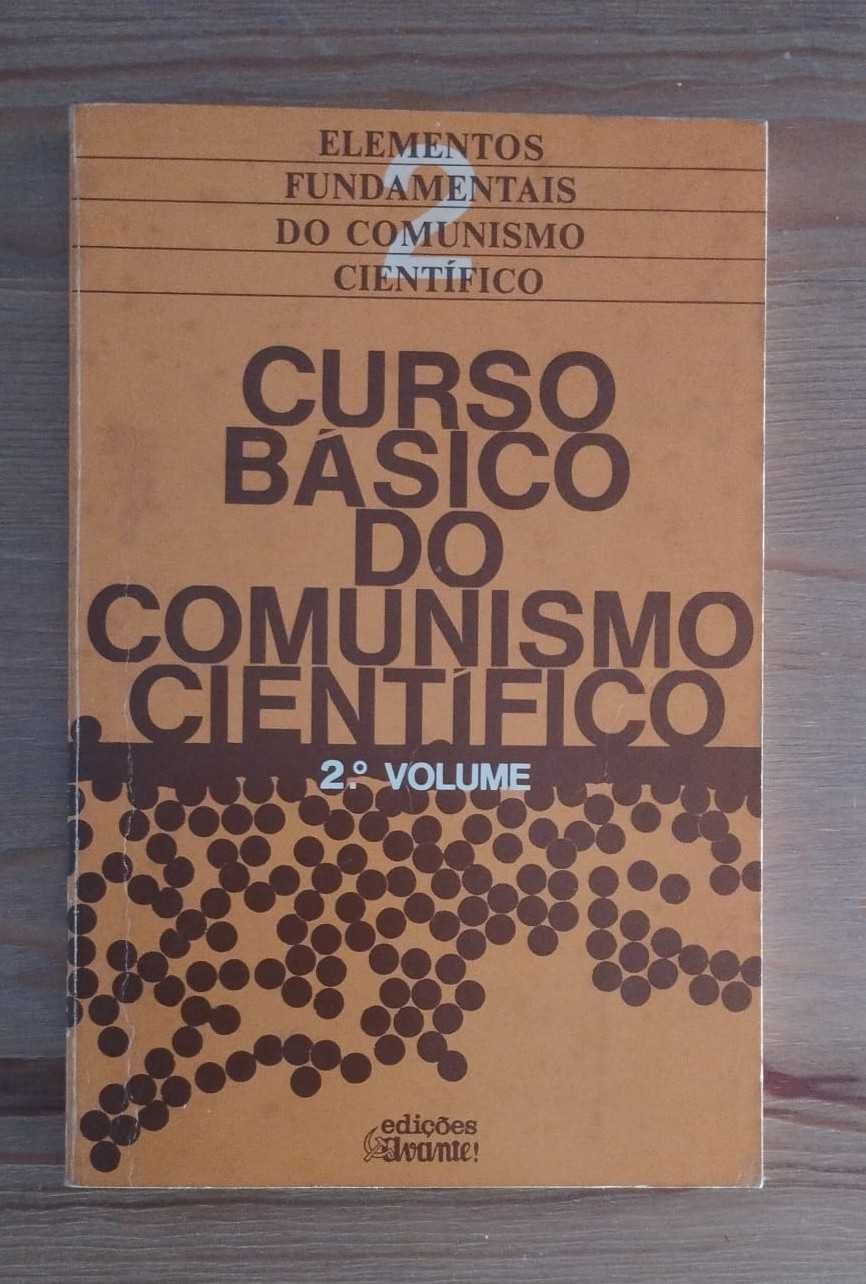 ELEMENTOS
2
FUNDAMENTAIS
DO COMUNISMO
CIENTÍFICO
CURSO
BÁSICO
DO
COMUNISMO
CIENTÍFICO
2.º VOLUME
edições
Avante!